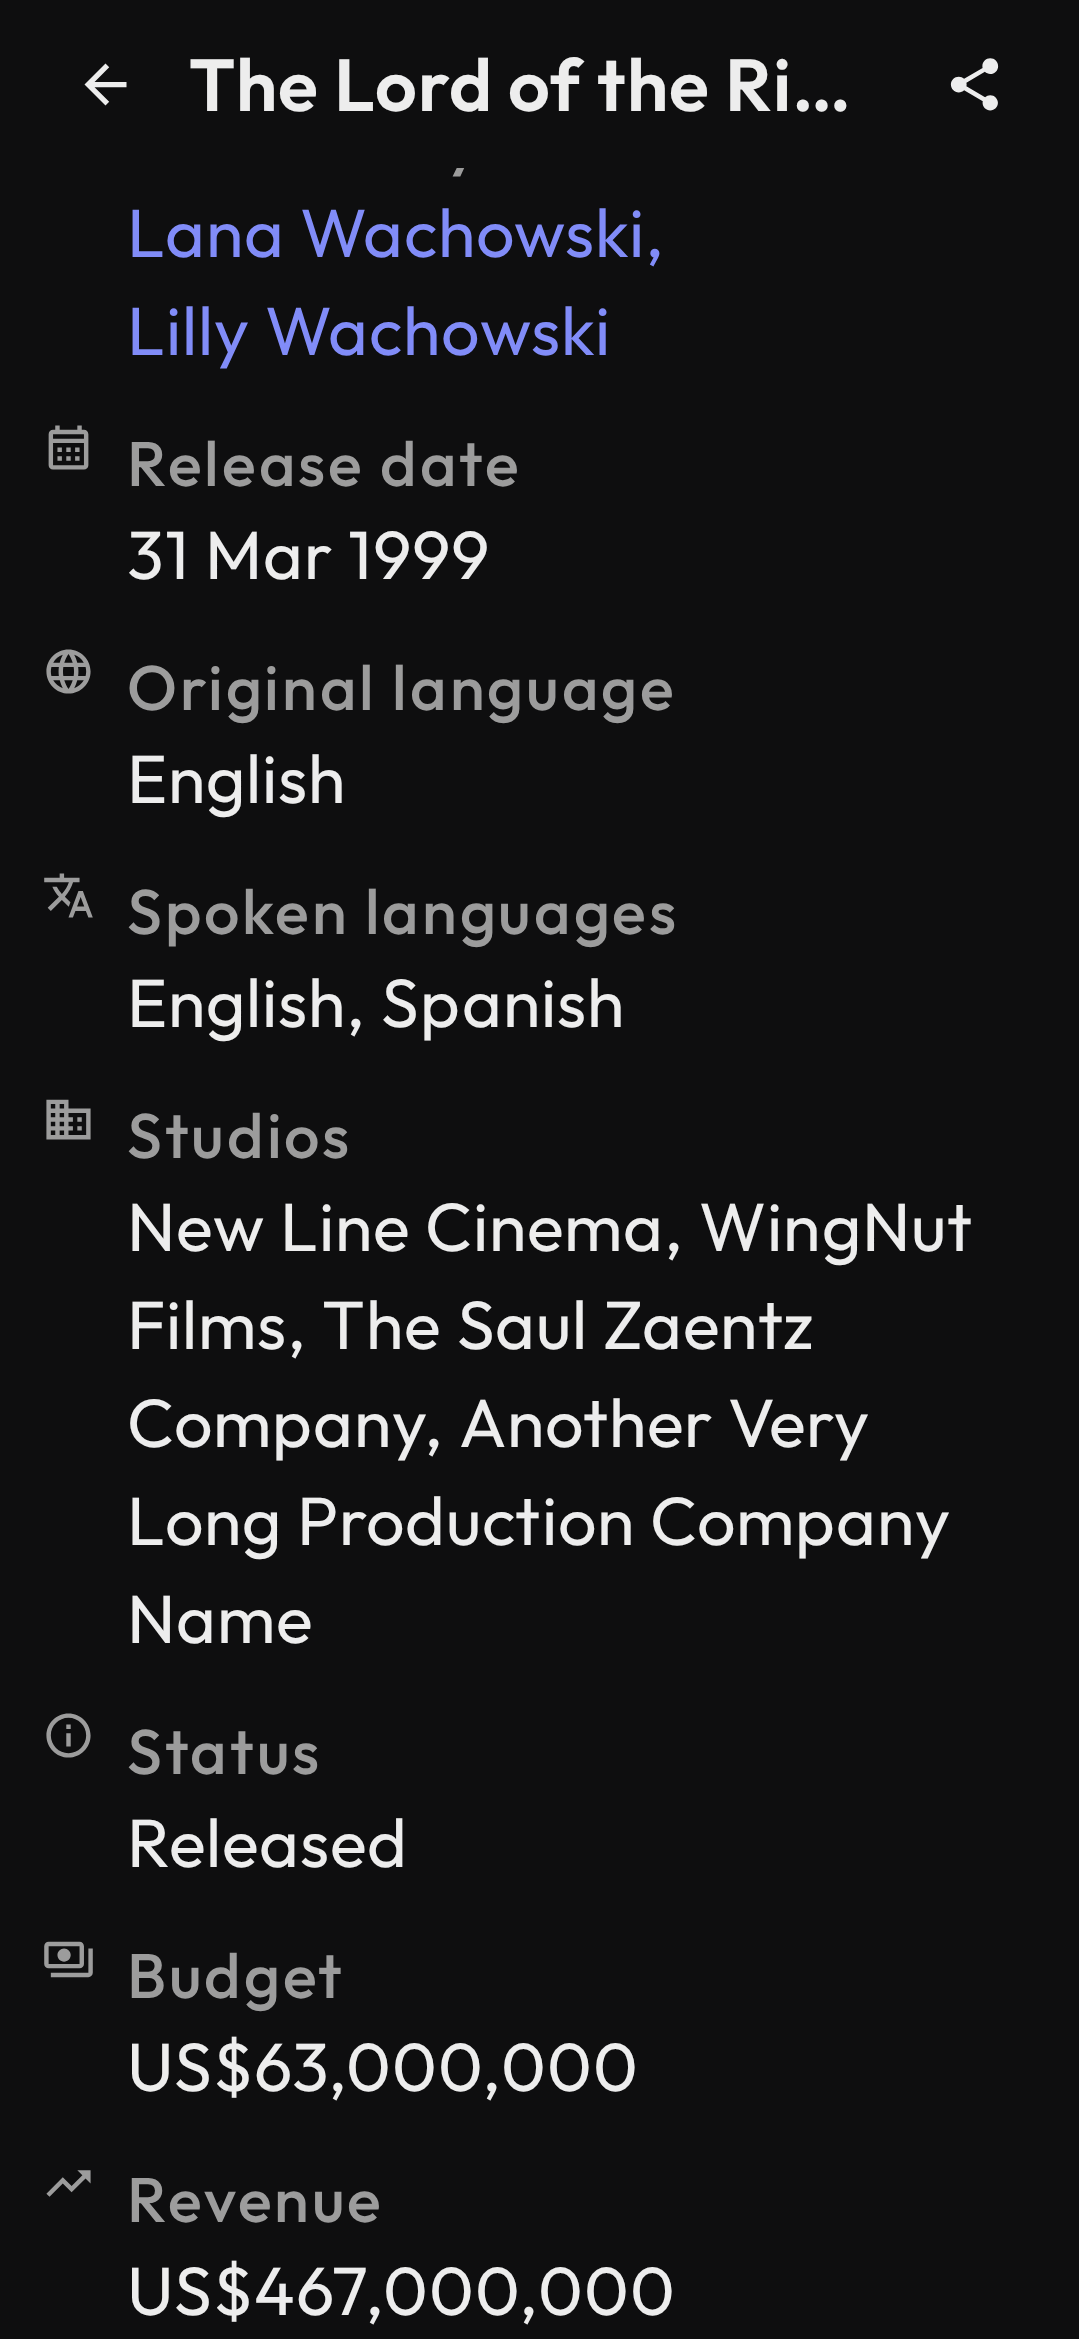 The Lord of the Ri...
Lana Wachowski,
Lilly Wachowski
Release date
31 Mar 1999
Original language
English
Spoken languages
English, Spanish
Studios
New Line Cinema, WingNut
Films, The Saul Zaentz
Company, Another Very
Long Production Company
Name
Status
Released
Budget
US$63,000,000
Revenue
US$467,000,000